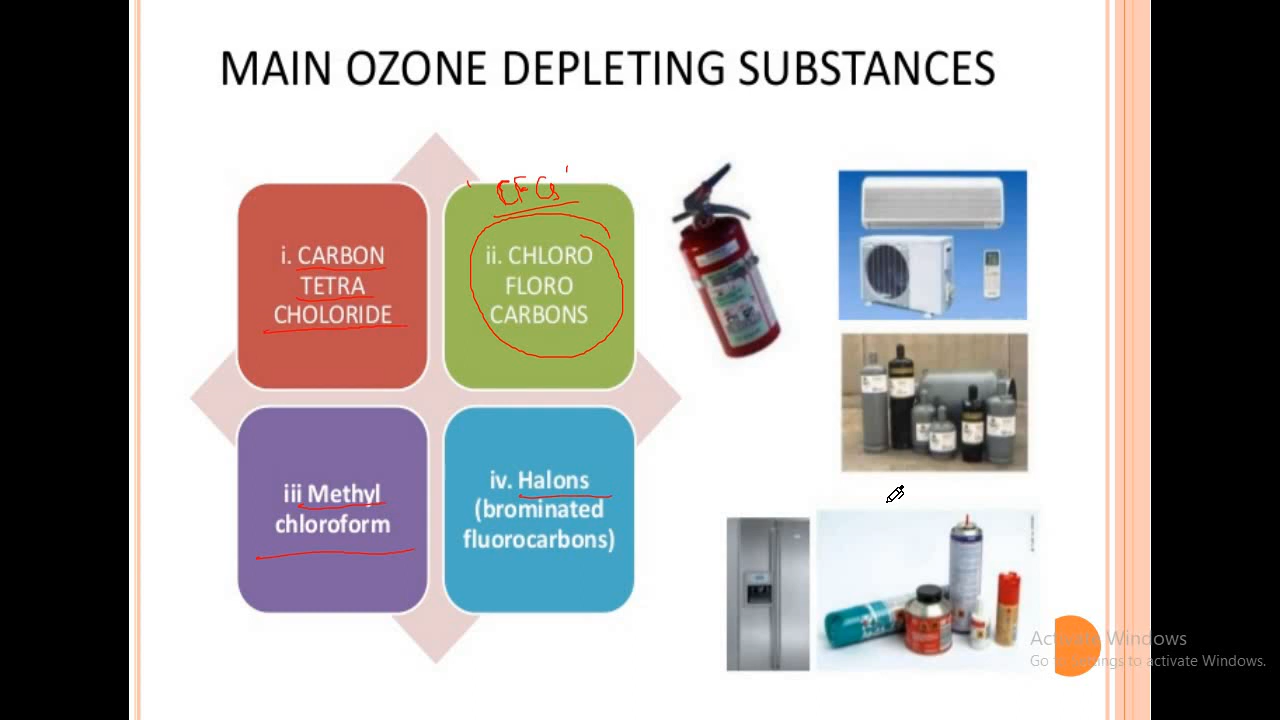 MAIN OZONE DEPLETING SUBSTANCES
'CFCs'
i. CARBON
TETRA
CHOLORIDE
ii. CHLORO
FLORO
CARBONS
iii Methyl
chloroform
iv. Halons
(brominated
fluorocarbons)
Activate Windows
Go to Settings to activate Windows.